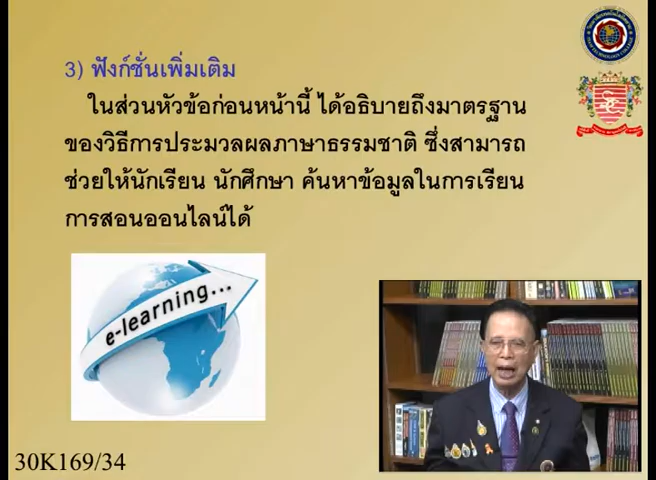 3) ฟังก์ชั่นเพิ่มเติม
ในส่วนหัวข้อก่อนหน้านี้ ได้อธิบายถึงมาตรฐาน
ของวิธีการประมวลผลภาษาธรรมชาติ ซึ่งสามารถ
ช่วยให้นักเรียน นักศึกษา ค้นหาข้อมูลในการเรียน
การสอนออนไลน์ได้
e-learning...
30K169/34